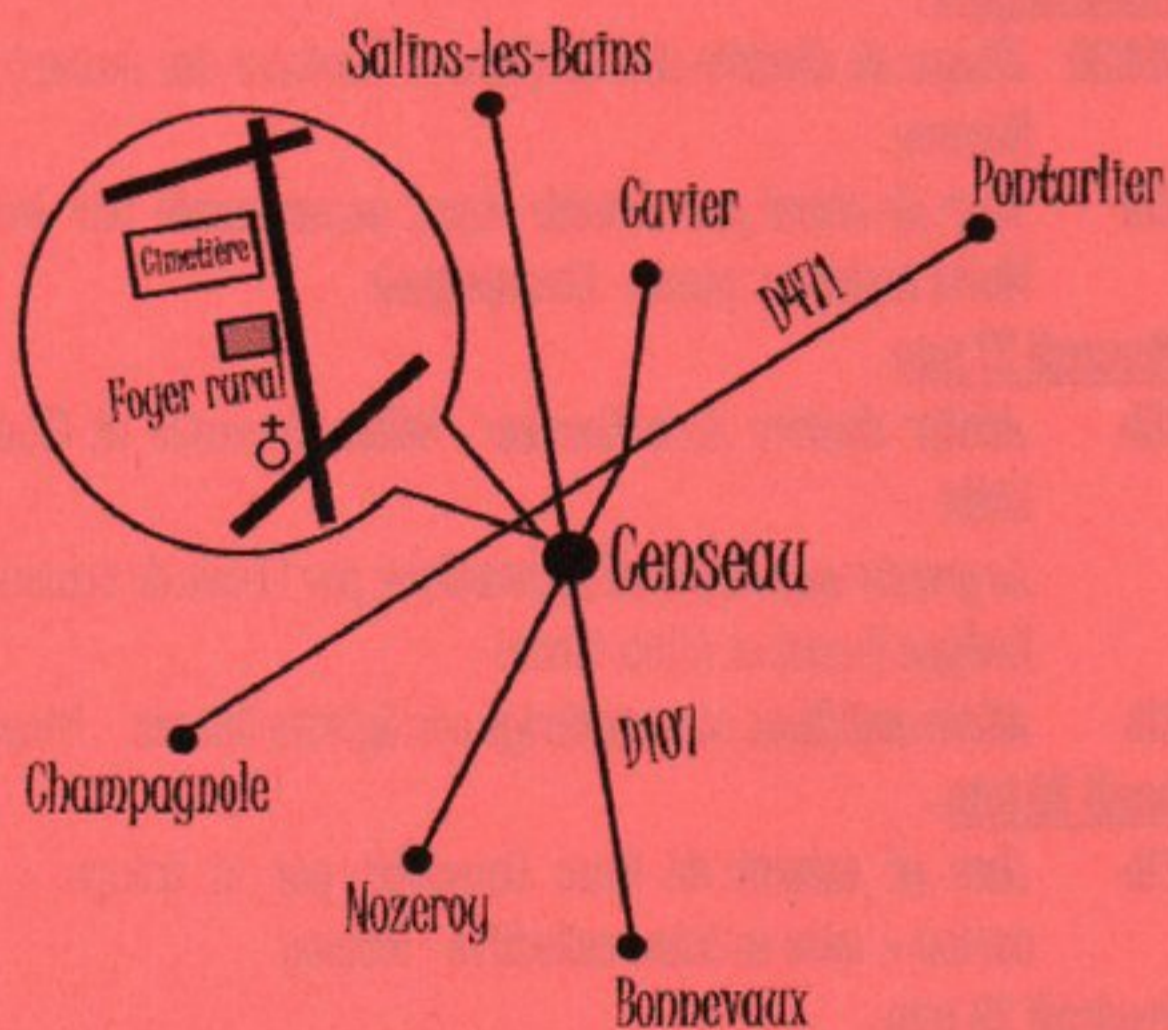 Salins-les-Bains
Cuvier
Pontarlier
D471
Cimetière
Foyer rural
Censeau
D107
Champagnole
Nozeroy
Bonnevaux